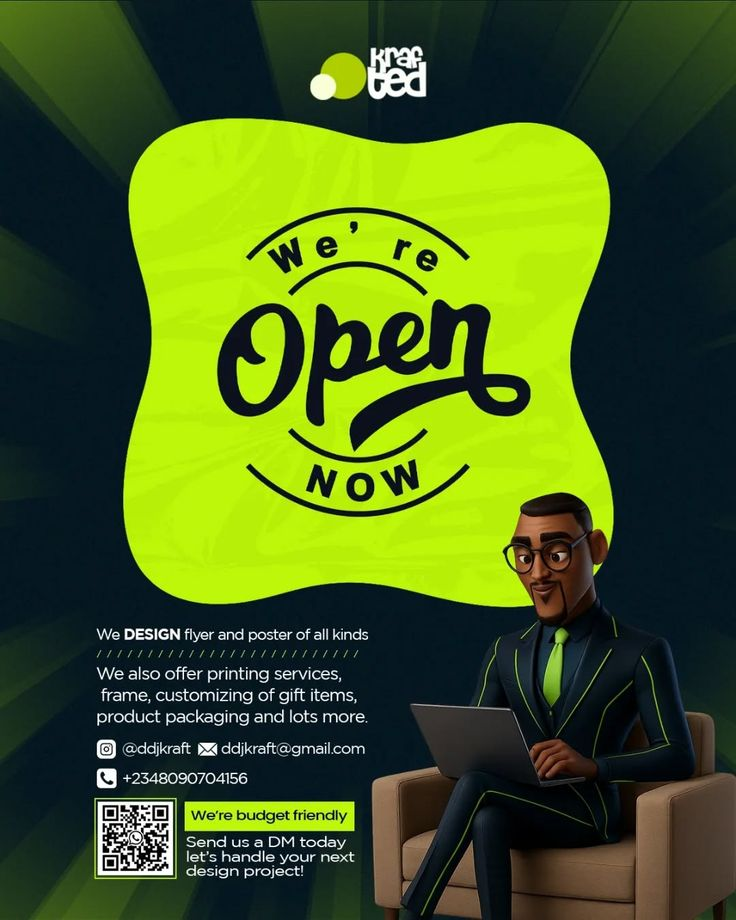 Kraf
ted
We're
Open
NOW
We DESIGN flyer and poster of all kinds
We also offer printing services,
frame, customizing of gift items,
product packaging and lots more.
@ddjkraft ddjkraft@gmail.com
+2348090704156
We're budget friendly
Send us a DM today
let's handle your next
design project!